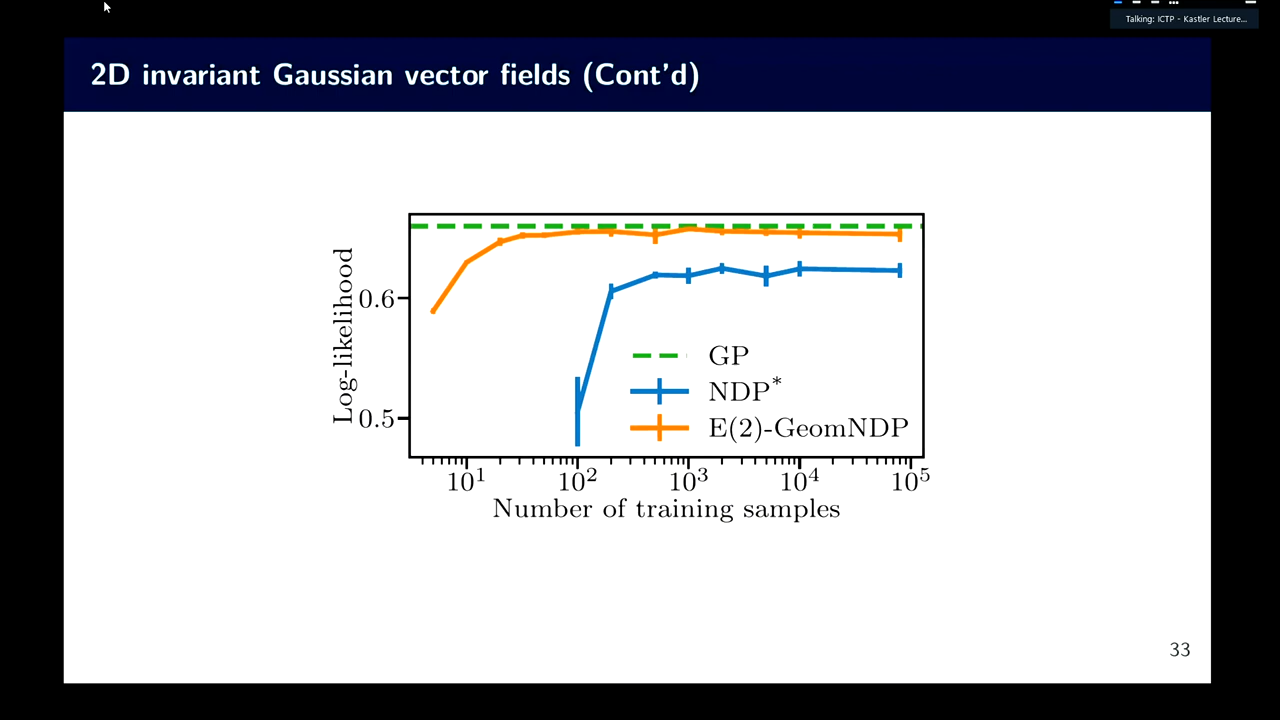 Talking: ICTP - Kastler Lecture...
2D invariant Gaussian vector fields (Cont'd)
Log-likelihood
0.6
0.5
GP
NDP*
E(2)-GeomNDP
10¹ 10² 10³ 10⁴ 10⁵
Number of training samples
33